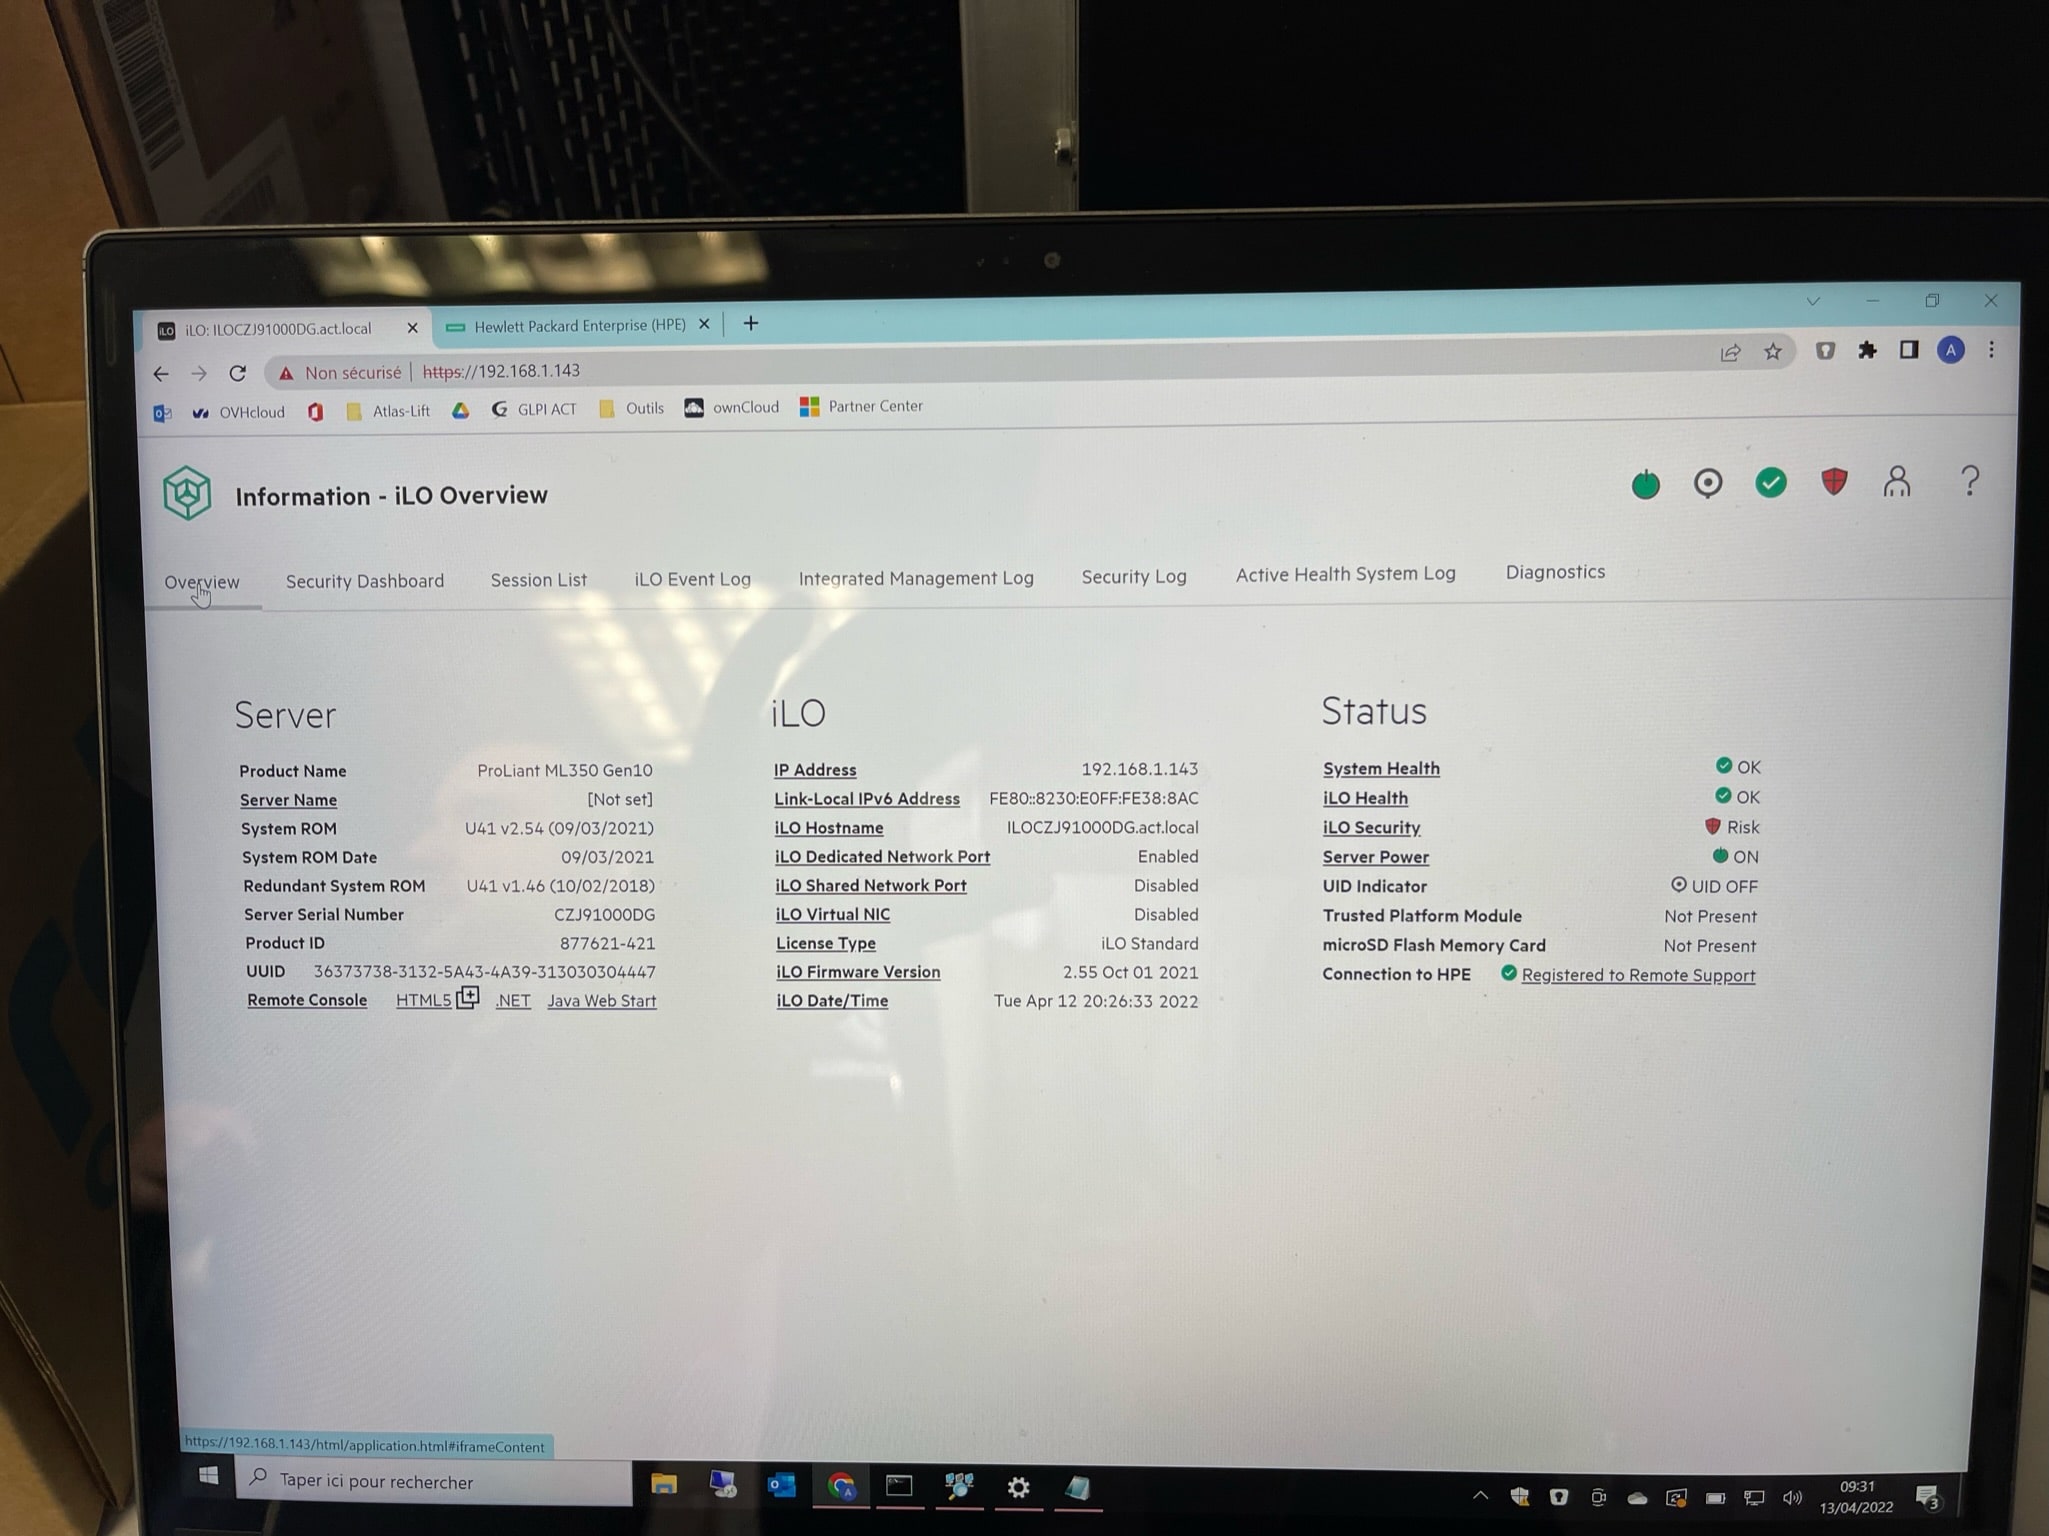 iLO: ILOCZJ91000DG.act.local
Hewlett Packard Enterprise (HPE)
Non sécurisé | https://192.168.1.143
OVHcloud
Atlas-Lift
GLPI ACT
Outils
ownCloud
Partner Center
A
Information - iLO Overview
?
Overview
Security Dashboard
Session List
iLO Event Log
Integrated Management Log
Security Log
Active Health System Log
Diagnostics
Server
Product Name ProLiant ML350 Gen10
Server Name [Not set]
System ROM U41 v2.54 (09/03/2021)
System ROM Date 09/03/2021
Redundant System ROM U41 v1.46 (10/02/2018)
Server Serial Number CZJ91000DG
Product ID 877621-421
UUID 36373738-3132-5A43-4A39-313030304447
Remote Console HTML5 .NET Java Web Start
iLO
IP Address 192.168.1.143
Link-Local IPv6 Address FE80::8230:E0FF:FE38:8AC
iLO Hostname ILOCZJ91000DG.act.local
iLO Dedicated Network Port Enabled
iLO Shared Network Port Disabled
iLO Virtual NIC Disabled
License Type iLO Standard
iLO Firmware Version 2.55 Oct 01 2021
iLO Date/Time Tue Apr 12 20:26:33 2022
Status
System Health OK
iLO Health OK
iLO Security Risk
Server Power ON
UID Indicator UID OFF
Trusted Platform Module Not Present
microSD Flash Memory Card Not Present
Connection to HPE Registered to Remote Support
https://192.168.1.143/html/application.html#iframeContent
Taper ici pour rechercher
09:31
13/04/2022
3